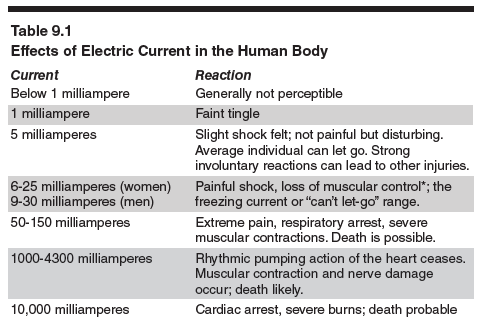 Table 9.1
Effects of Electric Current in the Human Body
Current Reaction
Below 1 milliampere Generally not perceptible
1 milliampere Faint tingle
5 milliamperes Slight shock felt; not painful but disturbing.
Average individual can let go. Strong
involuntary reactions can lead to other injuries.
6-25 milliamperes (women) Painful shock, loss of muscular control*; the
9-30 milliamperes (men) freezing current or “can’t let-go” range.
50-150 milliamperes Extreme pain, respiratory arrest, severe
muscular contractions. Death is possible.
1000-4300 milliamperes Rhythmic pumping action of the heart ceases.
Muscular contraction and nerve damage
occur; death likely.
10,000 milliamperes Cardiac arrest, severe burns; death probable